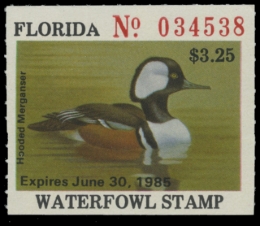 FLORIDA No 034538
$3.25
Hooded Merganser
Expires June 30, 1985
WATERFOWL STAMP